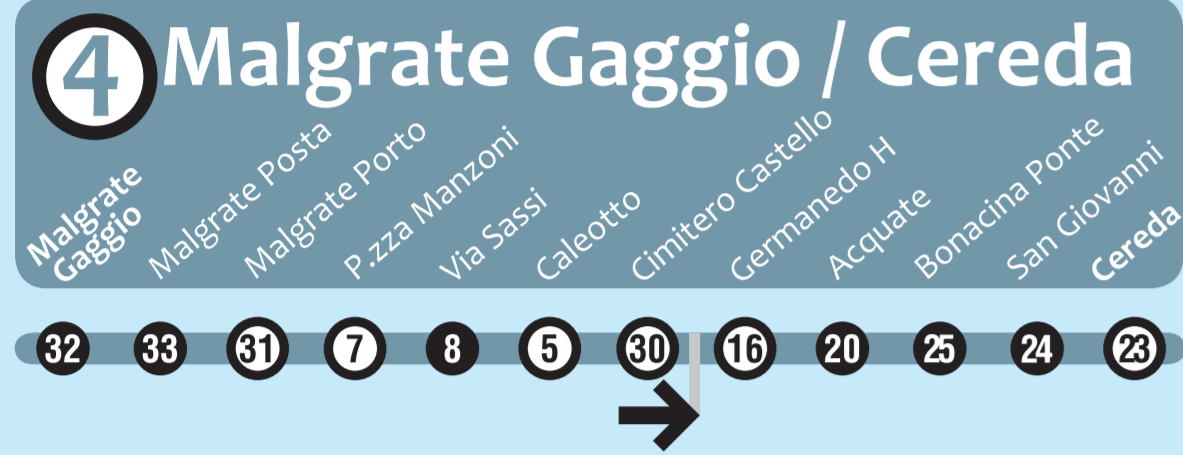 4 Malgrate Gaggio / Cereda
Malgrate
Gaggio
Malgrate Posta
Malgrate Porto
P.zza Manzoni
Via Sassi
Caleotto
Cimitero Castello
Germanedo H
Acquate
Bonacina Ponte
San Giovanni
Cereda
32 33 31 7 8 5 30 16 20 25 24 23